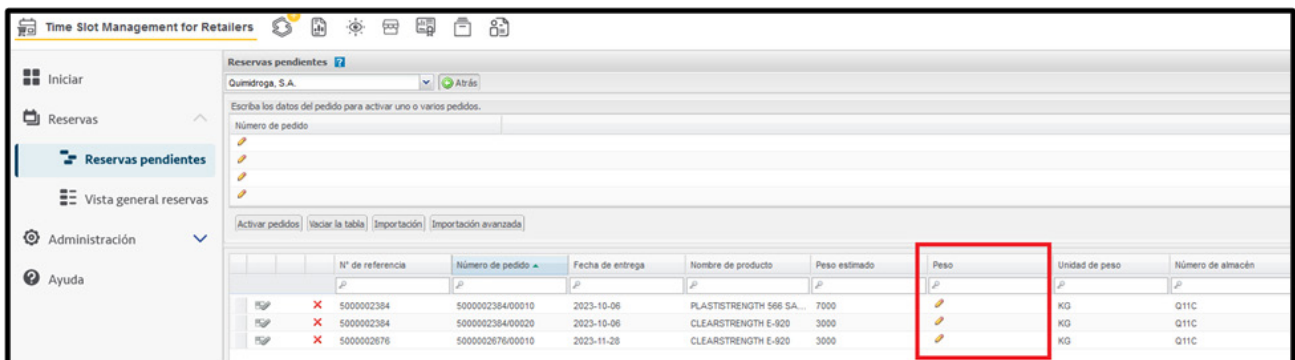 Time Slot Management for Retailers
Iniciar
Reservas
Reservas pendientes
Vista general reservas
Administración
Ayuda
Reservas pendientes ?
Quimidroga, S.A. Atrás
Escriba los datos del pedido para activar uno o varios pedidos.
Número de pedido
Activar pedidos Vaciar la tabla Importación Importación avanzada
N° de referencia Número de pedido Fecha de entrega Nombre de producto Peso estimado Peso Unidad de peso Número de almacén
5000002384 5000002384/00010 2023-10-06 PLASTISTRENGTH 566 SA... 7000 KG Q11C
5000002384 5000002384/00020 2023-10-06 CLEARSTRENGTH E-920 3000 KG Q11C
5000002676 5000002676/00010 2023-11-28 CLEARSTRENGTH E-920 3000 KG Q11C